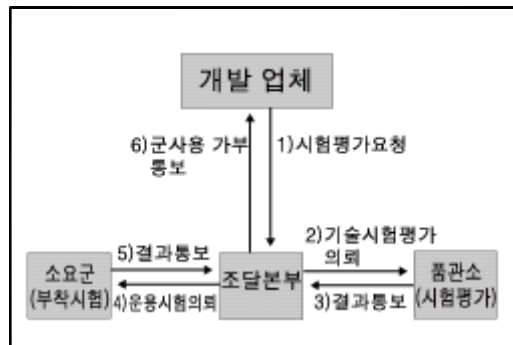 개발 업체
6)군사용 가부
통보
1)시험평가요청
2)기술시험평가
의뢰
5)결과통보
소요군
(부착시험)
조달본부
품관소
(시험평가)
4)운용시험의뢰
3)결과통보